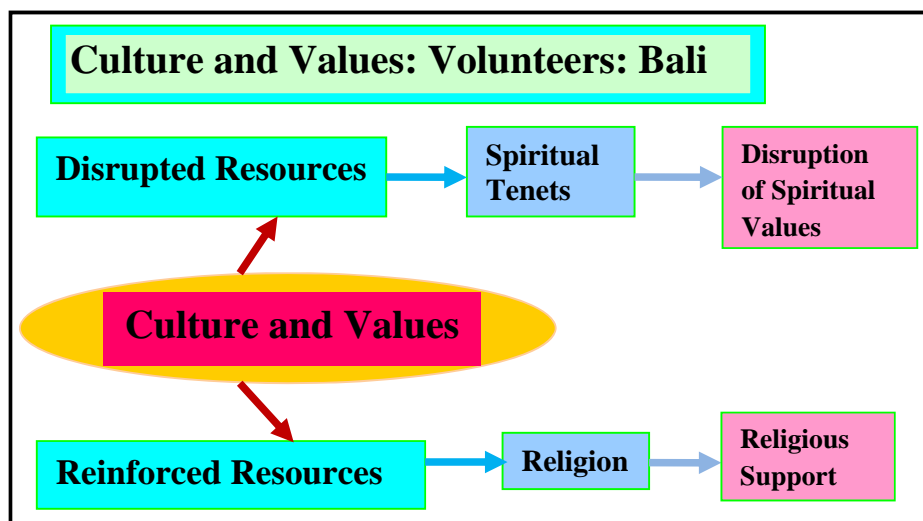 Culture and Values: Volunteers: Bali
Disrupted Resources
Spiritual
Tenets
Disruption
of Spiritual
Values
Culture and Values
Reinforced Resources
Religion
Religious
Support